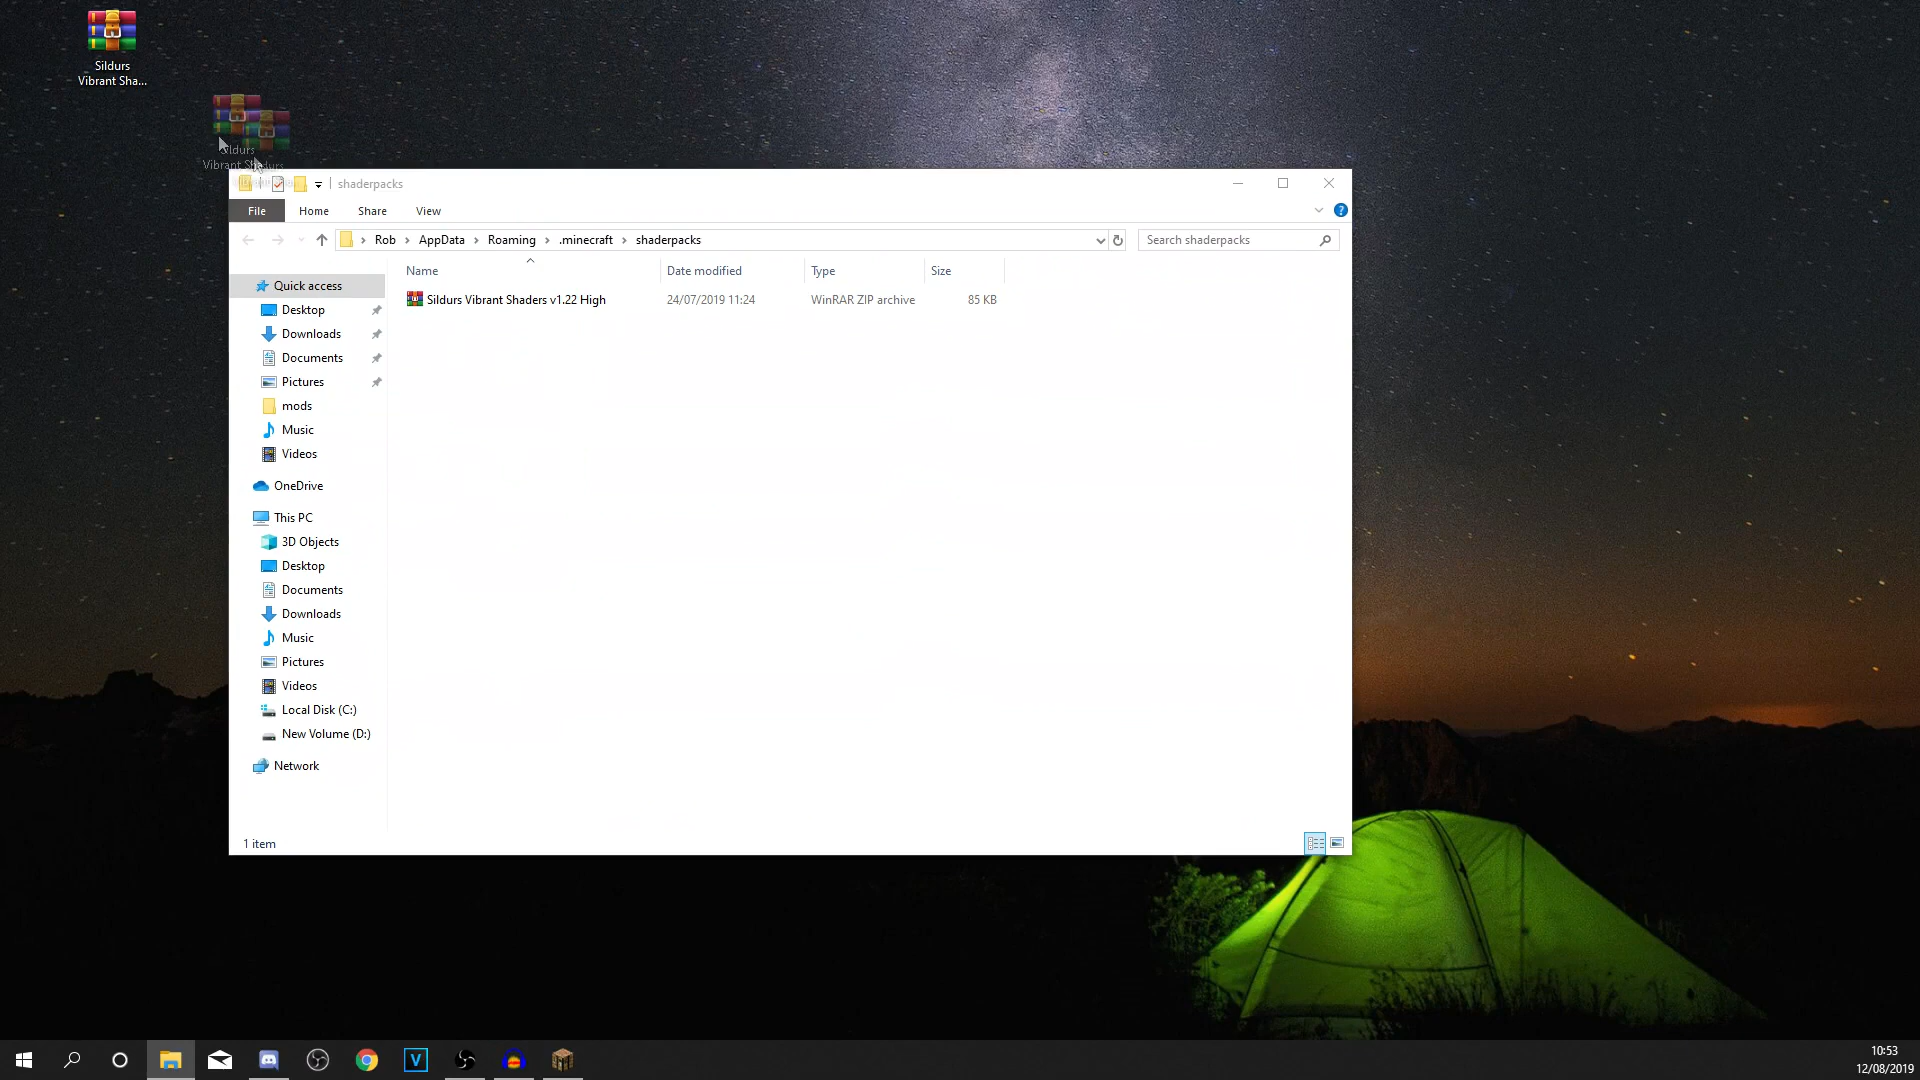 Sildurs
Vibrant Sha...
Sildurs
Vibrant Sh
shaderpacks
File
Home
Share
View
?
Rob
AppData
Roaming
.minecraft
shaderpacks
Search shaderpacks
Name
Date modified
Type
Size
Sildurs Vibrant Shaders v1.22 High
24/07/2019 11:24
WinRAR ZIP archive
85 KB
Quick access
Desktop
Downloads
Documents
Pictures
mods
Music
Videos
OneDrive
This PC
3D Objects
Desktop
Documents
Downloads
Music
Pictures
Videos
Local Disk (C:)
New Volume (D:)
Network
1 item
V
10:53
12/08/2019